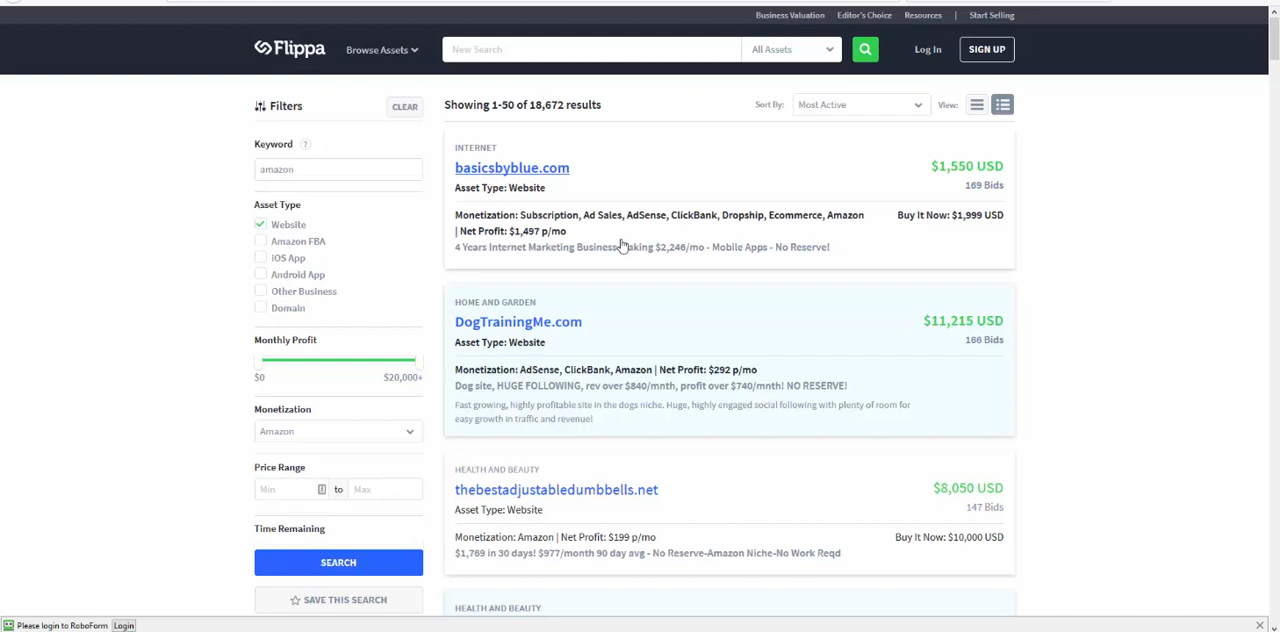 Business Valuation Editor's Choice Resources | Start Selling
Flippa Browse Assets New Search All Assets Log In SIGN UP
Filters CLEAR
Showing 1-50 of 18,672 results Sort By: Most Active View:
Keyword ?
amazon
Asset Type
Website
Amazon FBA
iOS App
Android App
Other Business
Domain
Monthly Profit
$0 $20,000+
Monetization
Amazon
Price Range
Min to Max
Time Remaining
SEARCH
SAVE THIS SEARCH
INTERNET
basicsbyblue.com $1,550 USD
Asset Type: Website 169 Bids
Monetization: Subscription, Ad Sales, AdSense, ClickBank, Dropship, Ecommerce, Amazon Buy It Now: $1,999 USD
| Net Profit: $1,497 p/mo
4 Years Internet Marketing Business making $2,246/mo - Mobile Apps - No Reserve!
HOME AND GARDEN
DogTrainingMe.com $11,215 USD
Asset Type: Website 166 Bids
Monetization: AdSense, ClickBank, Amazon | Net Profit: $292 p/mo
Dog site, HUGE FOLLOWING, rev over $840/mnth, profit over $740/mnth! NO RESERVE!
Fast growing, highly profitable site in the dogs niche. Huge, highly engaged social following with plenty of room for
easy growth in traffic and revenue!
HEALTH AND BEAUTY
thebestadjustabledumbbells.net $8,050 USD
Asset Type: Website 147 Bids
Monetization: Amazon | Net Profit: $199 p/mo Buy It Now: $10,000 USD
$1,769 in 30 days! $977/month 90 day avg - No Reserve-Amazon Niche-No Work Reqd
HEALTH AND BEAUTY
Please login to RoboForm Login